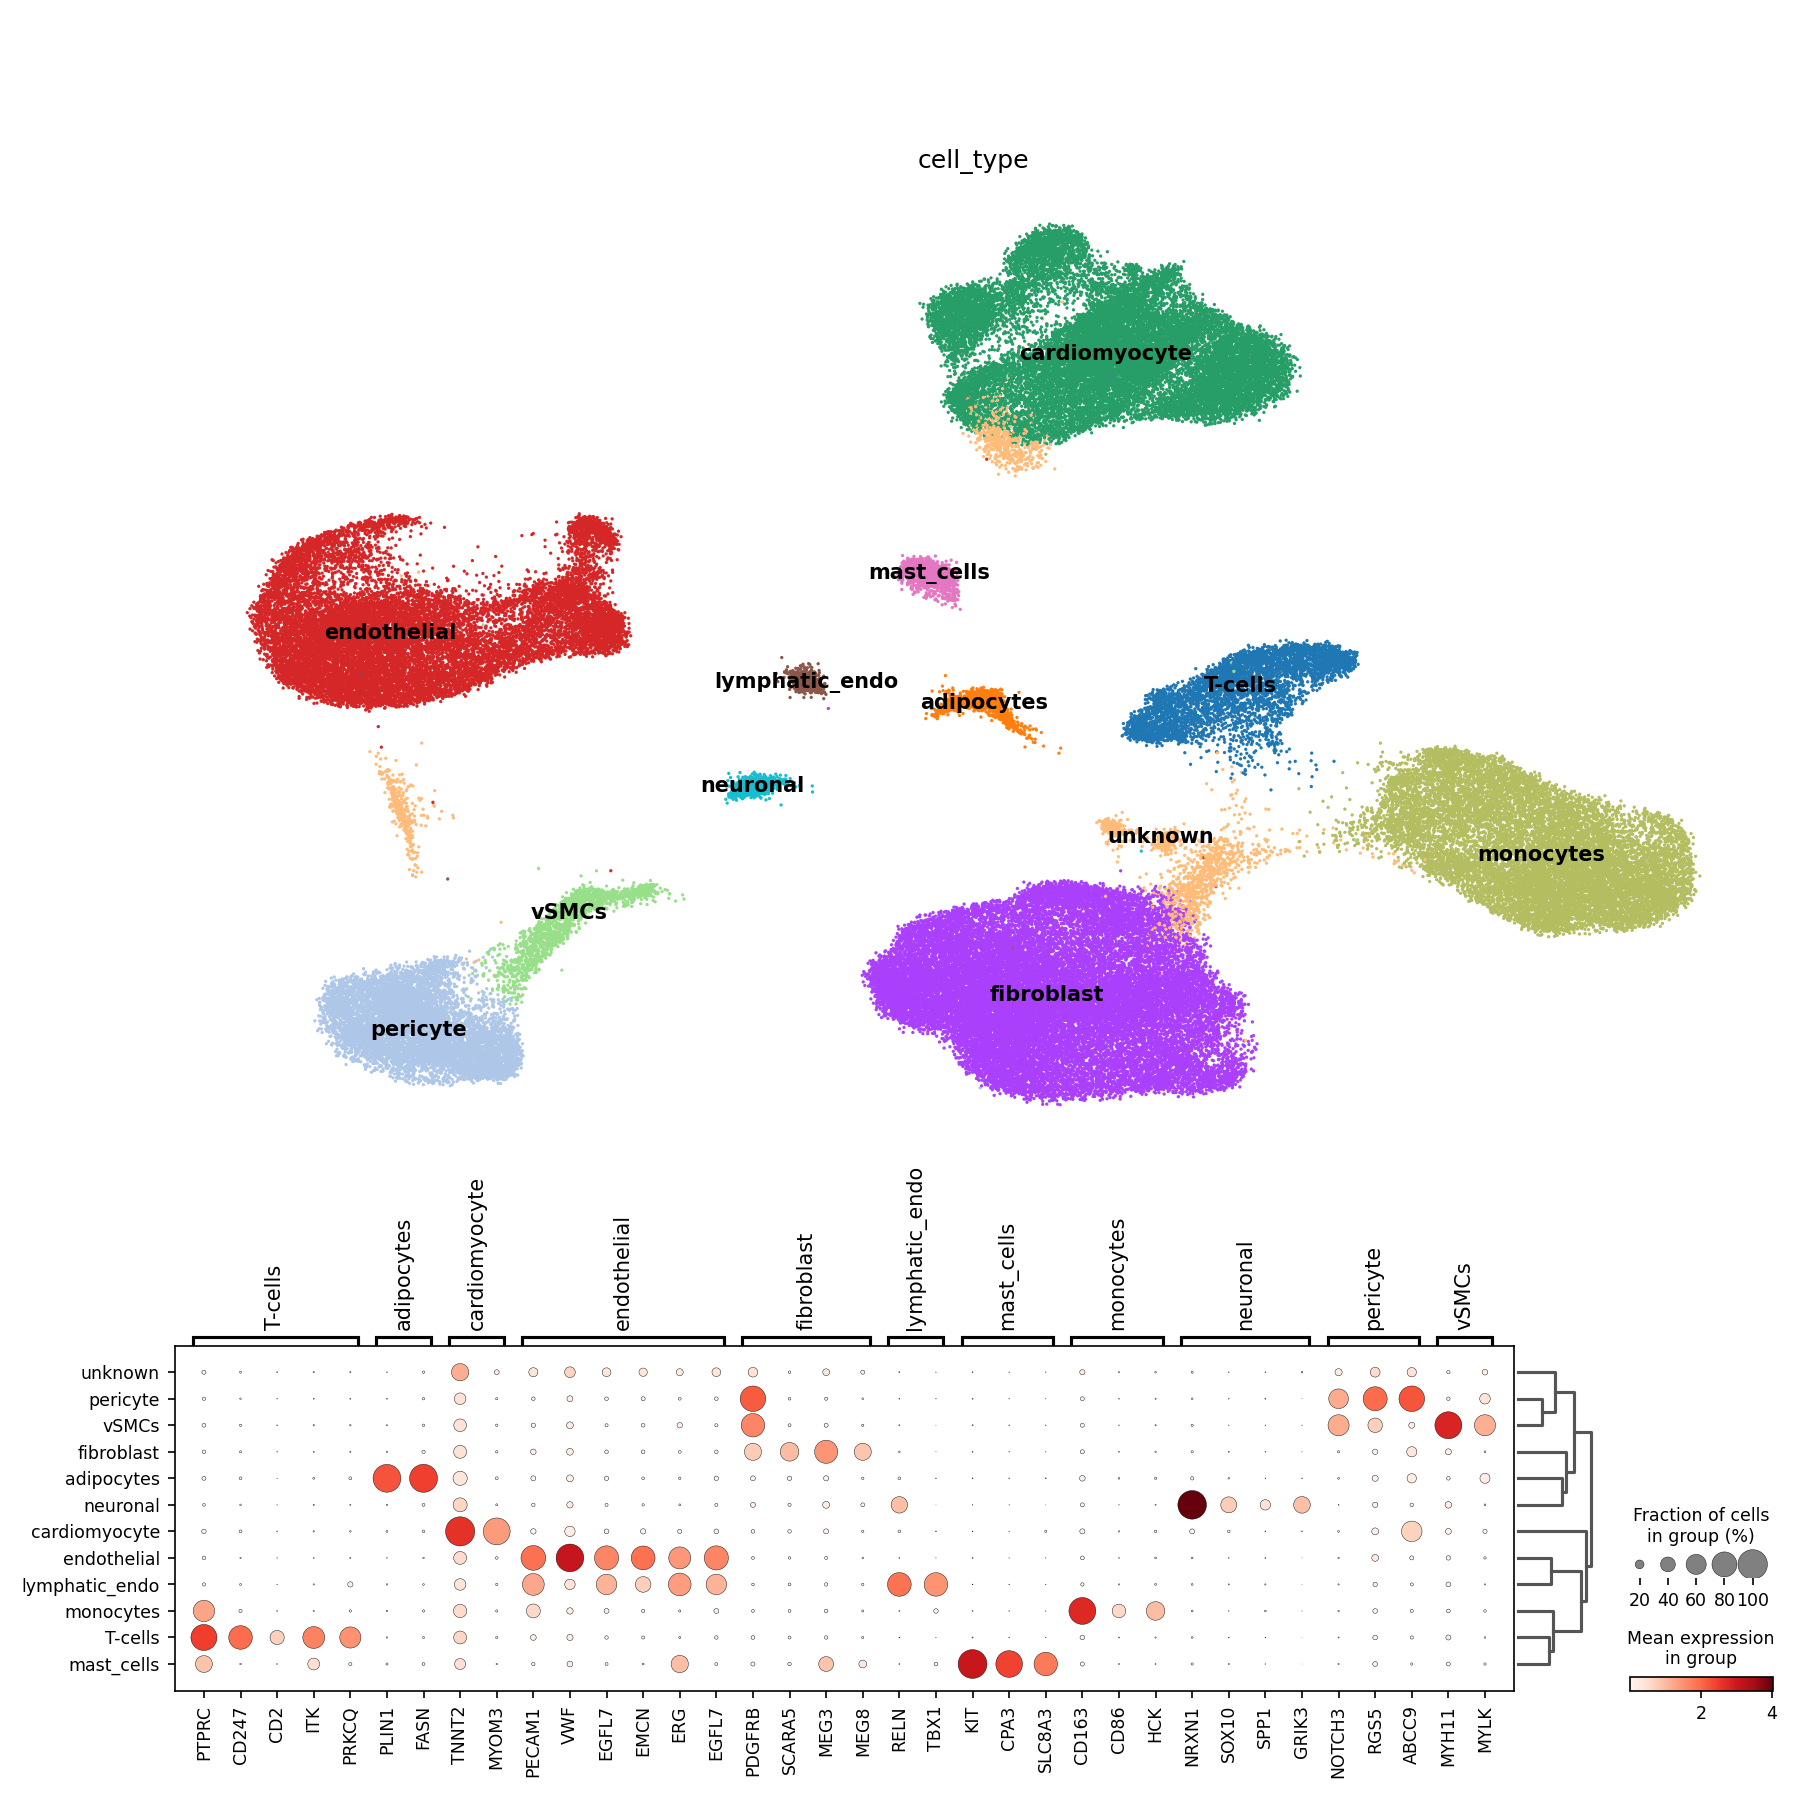 cell_type
cardiomyocyte
mast_cells
endothelial
lymphatic_endo
T-cells
adipocytes
neuronal
unknown
monocytes
vSMCs
fibroblast
pericyte
T-cells
adipocytes
cardiomyocyte
endothelial
fibroblast
lymphatic_endo
mast_cells
monocytes
neuronal
pericyte
vSMCs
unknown
pericyte
vSMCs
fibroblast
adipocytes
neuronal
cardiomyocyte
endothelial
lymphatic_endo
monocytes
T-cells
mast_cells
PTPRC
CD247
CD2
ITK
PRKCQ
PLIN1
FASN
TNNT2
MYOM3
PECAM1
VWF
EGFL7
EMCN
ERG
EGFL7
PDGFRB
SCARA5
MEG3
MEG8
RELN
TBX1
KIT
CPA3
SLC8A3
CD163
CD86
HCK
NRXN1
SOX10
SPP1
GRIK3
NOTCH3
RGS5
ABCC9
MYH11
MYLK
Fraction of cells
in group (%)
20 40 60 80 100
Mean expression
in group
2 4